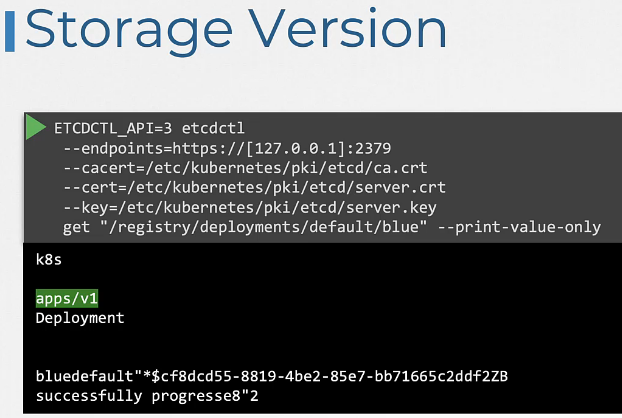 Storage Version
ETCDCTL_API=3 etcdctl
--endpoints=https://[127.0.0.1]:2379
--cacert=/etc/kubernetes/pki/etcd/ca.crt
--cert=/etc/kubernetes/pki/etcd/server.crt
--key=/etc/kubernetes/pki/etcd/server.key
get "/registry/deployments/default/blue" --print-value-only
k8s
apps/v1
Deployment
bluedefault"*$cf8dcd55-8819-4be2-85e7-bb71665c2ddf2ZB
successfully progresse8"2